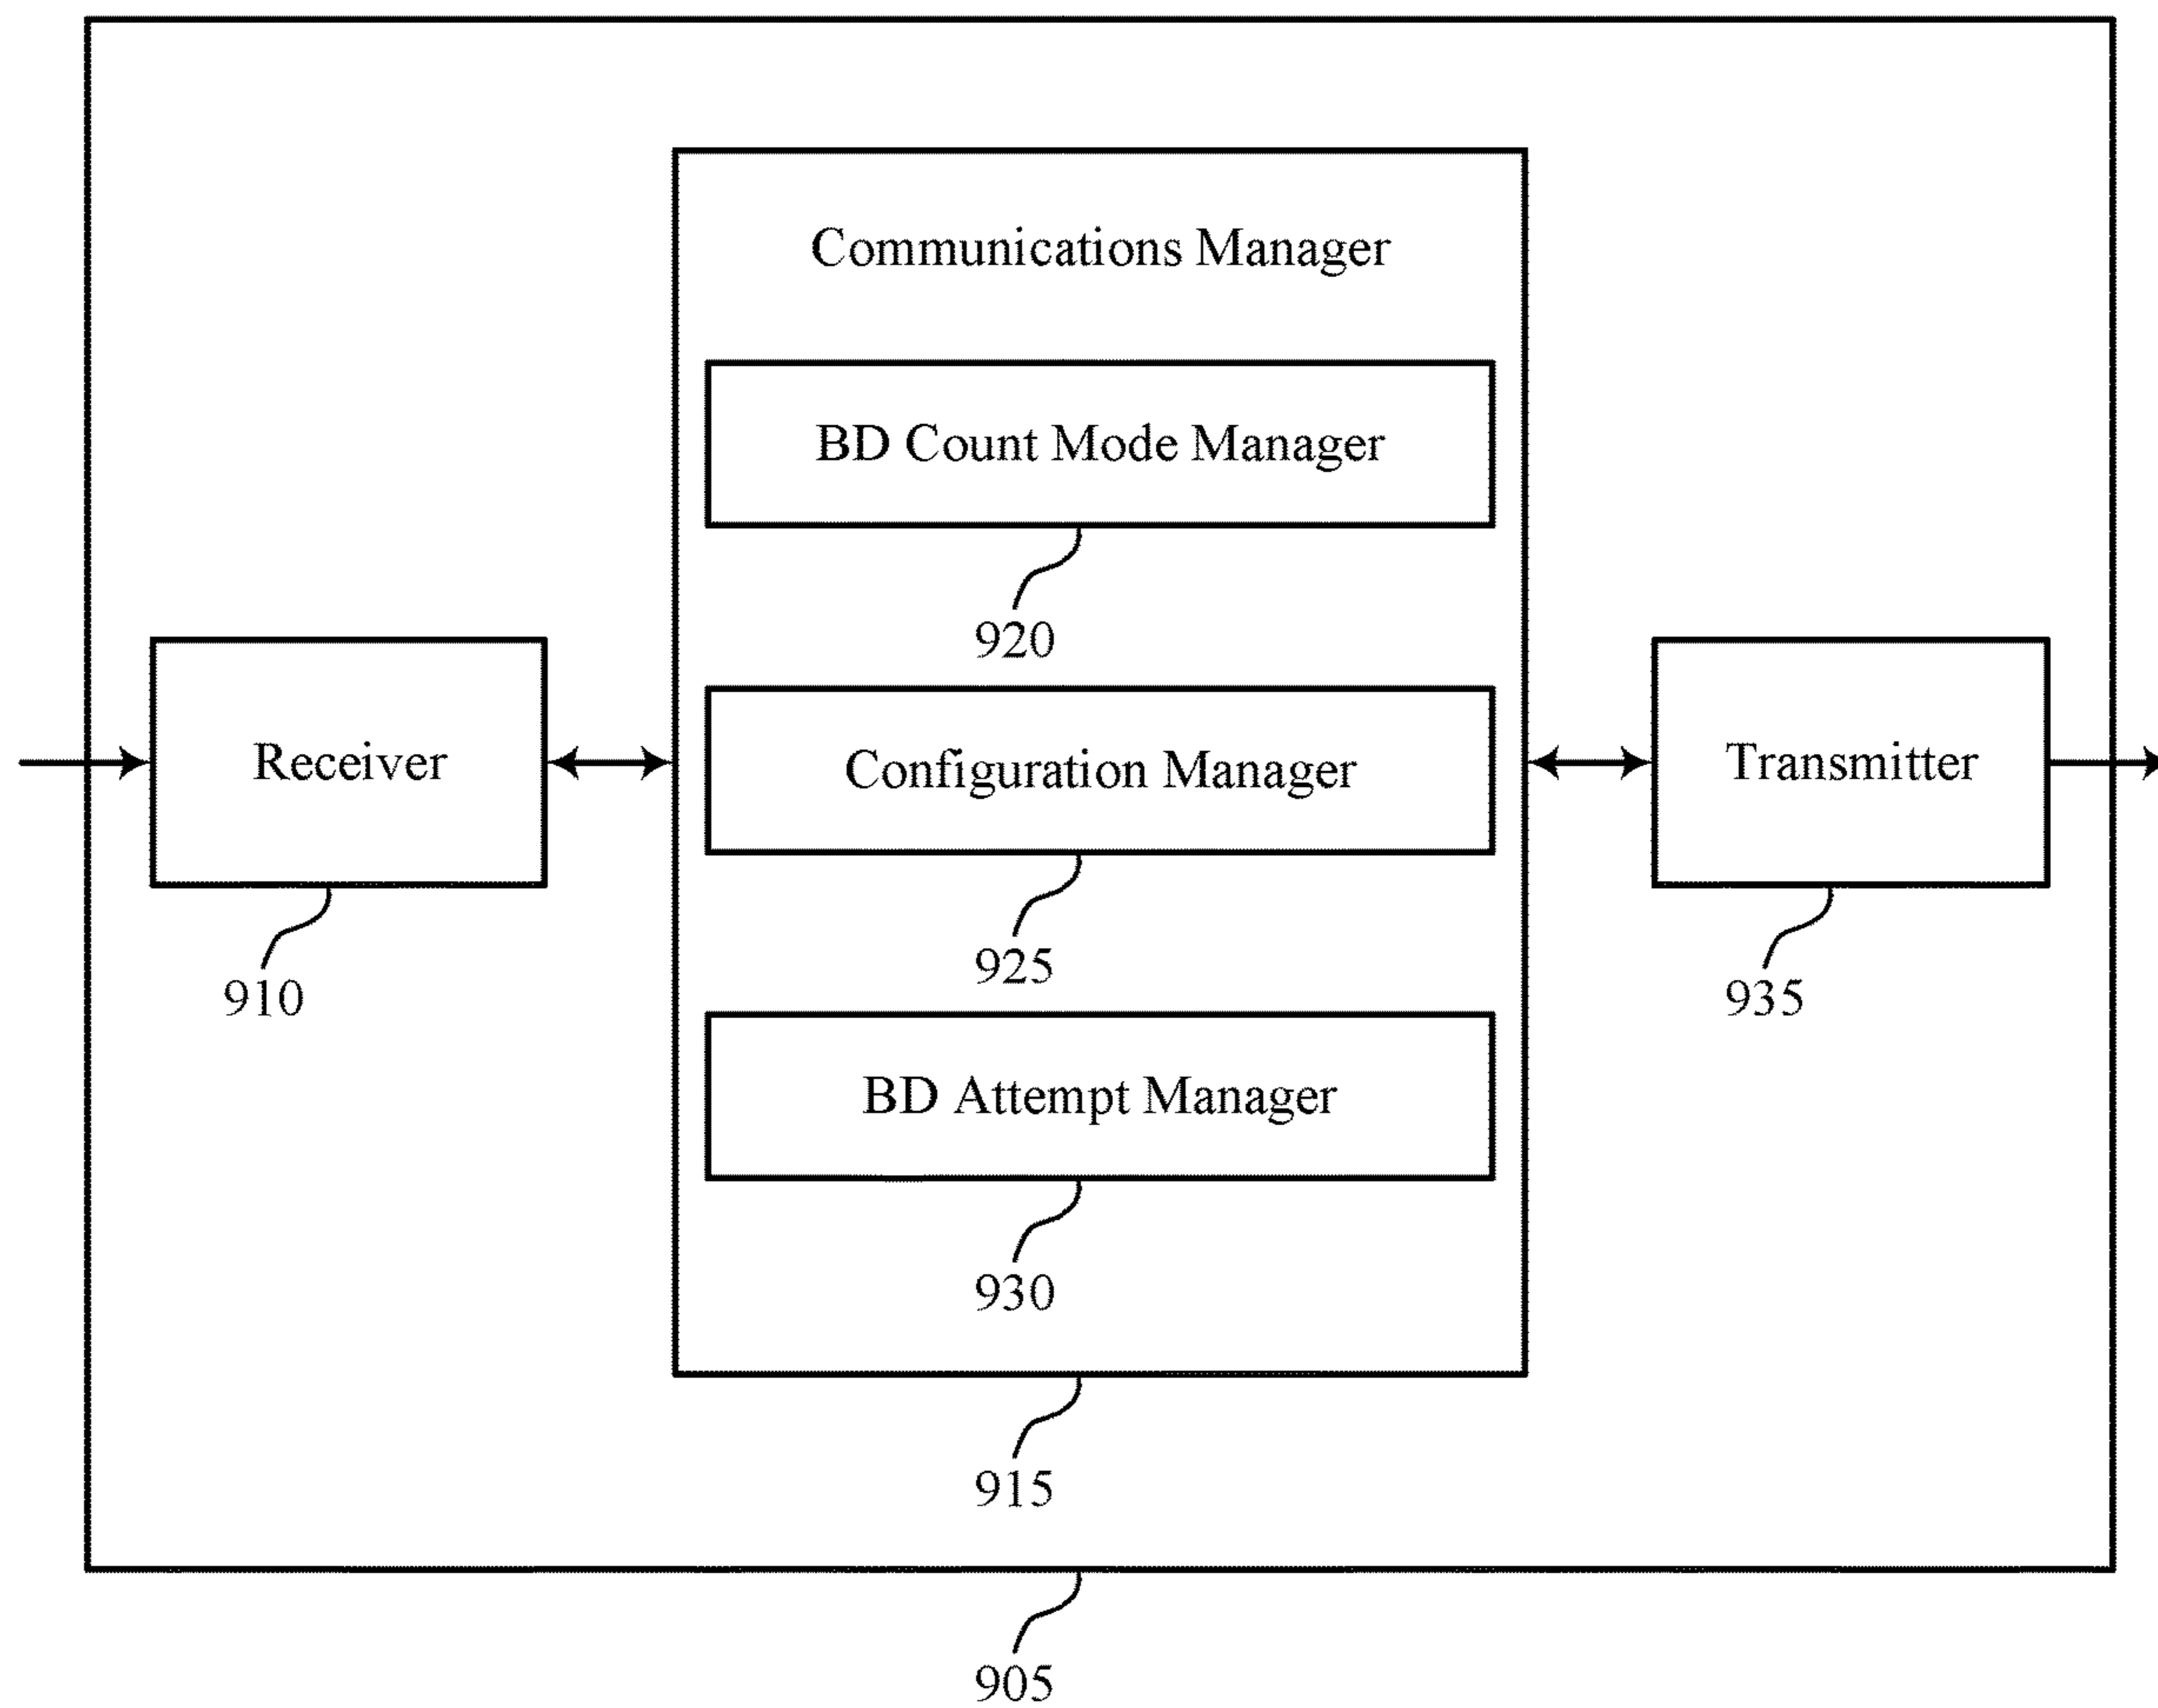 Communications Manager
BD Count Mode Manager
920
Receiver
910
Configuration Manager
925
Transmitter
935
BD Attempt Manager
930
915
905